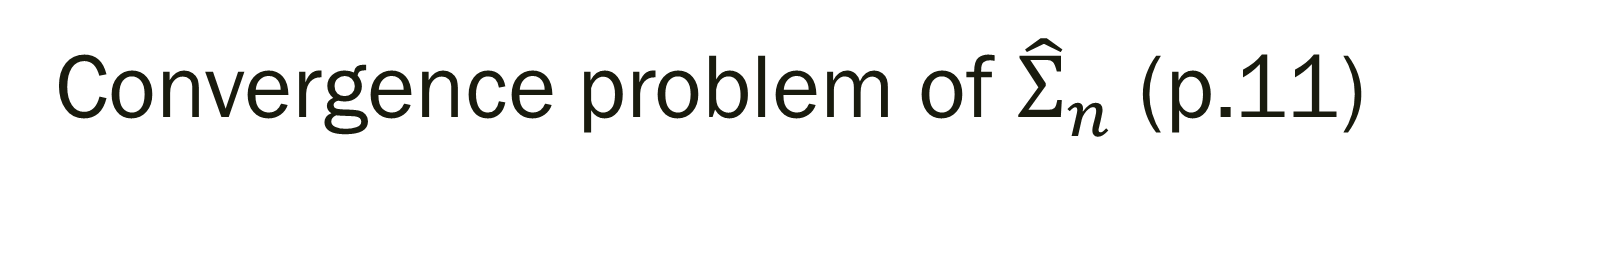 Convergence problem of Σ̂ₙ (p.11)